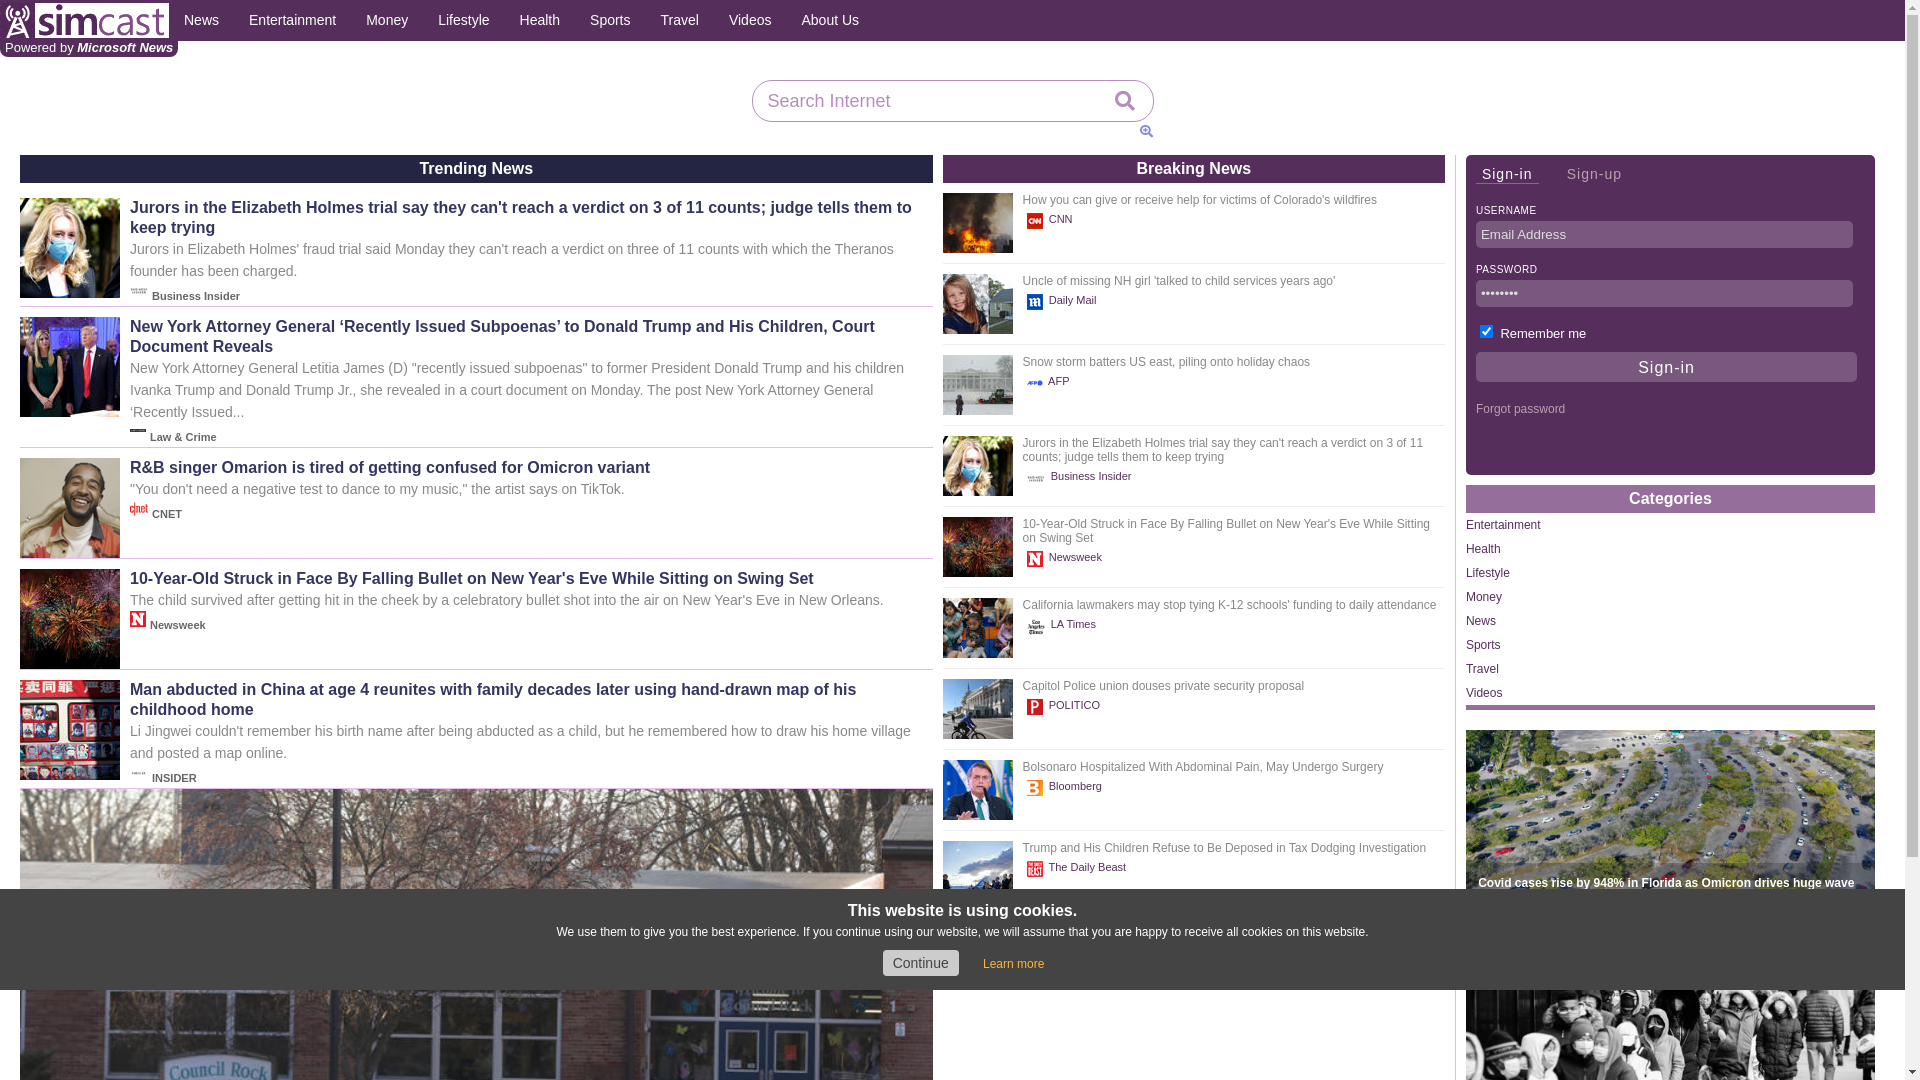 simcast
News
Entertainment
Money
Lifestyle
Health
Sports
Travel
Videos
About Us
Powered by Microsoft News
Search Internet
Trending News
Jurors in the Elizabeth Holmes trial say they can't reach a verdict on 3 of 11 counts; judge tells them to
keep trying
Jurors in Elizabeth Holmes' fraud trial said Monday they can't reach a verdict on three of 11 counts with which the Theranos
founder has been charged.
Business Insider
New York Attorney General ‘Recently Issued Subpoenas’ to Donald Trump and His Children, Court
Document Reveals
New York Attorney General Letitia James (D) "recently issued subpoenas" to former President Donald Trump and his children
Ivanka Trump and Donald Trump Jr., she revealed in a court document on Monday. The post New York Attorney General
‘Recently Issued...
Law & Crime
R&B singer Omarion is tired of getting confused for Omicron variant
"You don't need a negative test to dance to my music," the artist says on TikTok.
c|net CNET
10-Year-Old Struck in Face By Falling Bullet on New Year's Eve While Sitting on Swing Set
The child survived after getting hit in the cheek by a celebratory bullet shot into the air on New Year's Eve in New Orleans.
N Newsweek
Man abducted in China at age 4 reunites with family decades later using hand-drawn map of his
childhood home
Li Jingwei couldn't remember his birth name after being abducted as a child, but he remembered how to draw his home village
and posted a map online.
INSIDER
Council Rock
Breaking News
How you can give or receive help for victims of Colorado's wildfires
CNN CNN
Uncle of missing NH girl 'talked to child services years ago'
m Daily Mail
Snow storm batters US east, piling onto holiday chaos
AFP AFP
Jurors in the Elizabeth Holmes trial say they can't reach a verdict on 3 of 11
counts; judge tells them to keep trying
Business Insider
10-Year-Old Struck in Face By Falling Bullet on New Year's Eve While Sitting
on Swing Set
N Newsweek
California lawmakers may stop tying K-12 schools' funding to daily attendance
Los Angeles Times LA Times
Capitol Police union douses private security proposal
P POLITICO
Bolsonaro Hospitalized With Abdominal Pain, May Undergo Surgery
B Bloomberg
Trump and His Children Refuse to Be Deposed in Tax Dodging Investigation
The Daily Beast
Sign-in
Sign-up
USERNAME
Email Address
PASSWORD
••••••••
Remember me
Sign-in
Forgot password
Categories
Entertainment
Health
Lifestyle
Money
News
Sports
Travel
Videos
Covid cases rise by 948% in Florida as Omicron drives huge wave
This website is using cookies.
We use them to give you the best experience. If you continue using our website, we will assume that you are happy to receive all cookies on this website.
Continue
Learn more